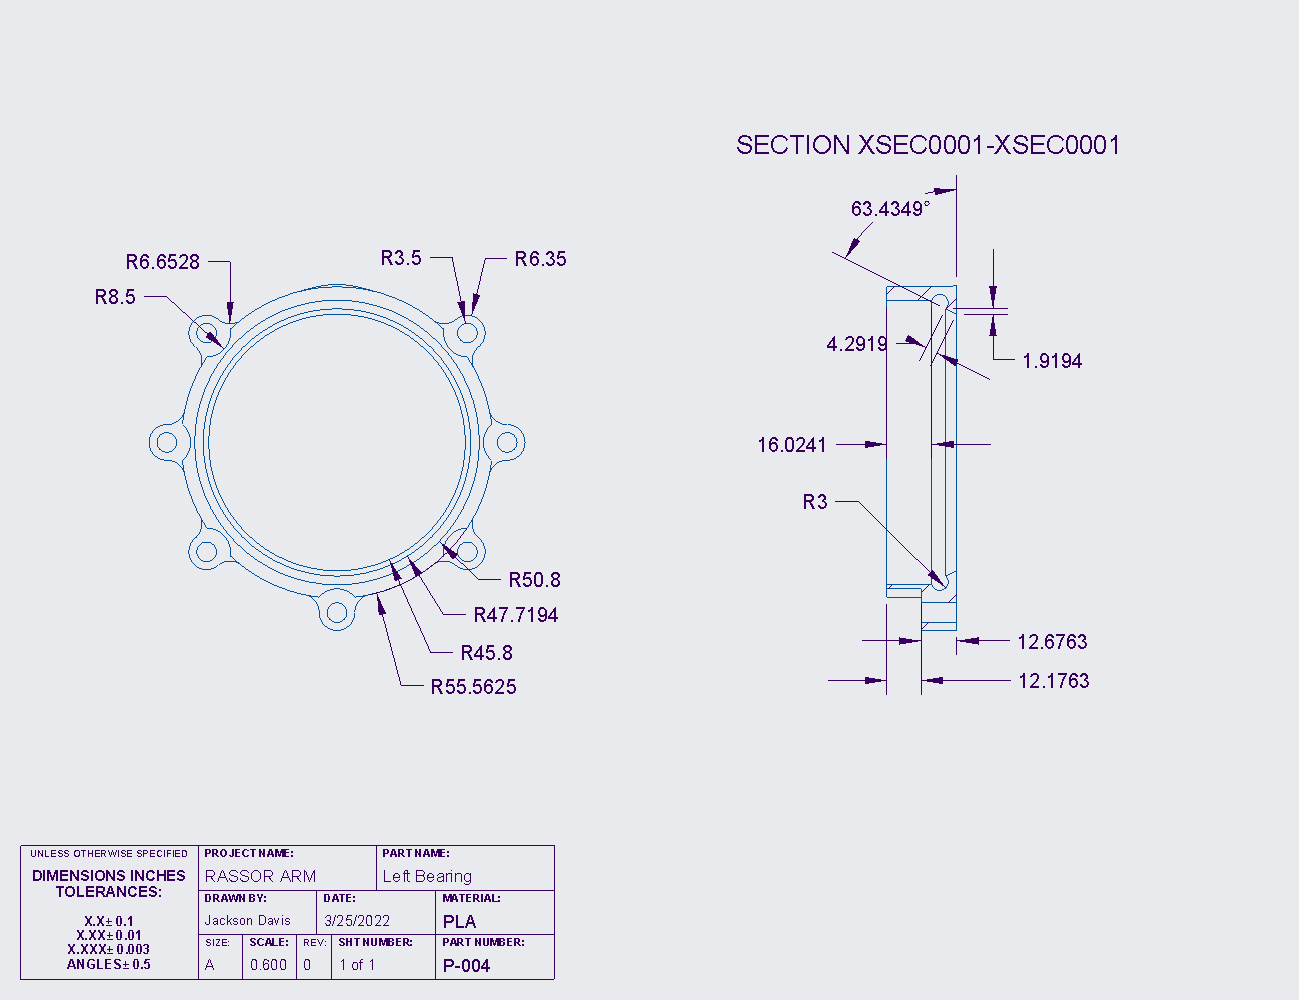 SECTION XSEC0001-XSEC0001
63.4349°
R6.6528
R3.5
R6.35
R8.5
4.2919
1.9194
16.0241
R3
R50.8
R47.7194
R45.8
R55.5625
12.6763
12.1763
UNLESS OTHERWISE SPECIFIED
DIMENSIONS INCHES
TOLERANCES:
X.X± 0.1
X.XX± 0.01
X.XXX± 0.003
ANGLES± 0.5
PROJECT NAME:
RASSOR ARM
PART NAME:
Left Bearing
DRAWN BY:
Jackson Davis
DATE:
3/25/2022
MATERIAL:
PLA
SIZE:
A
SCALE:
0.600
REV:
0
SHT NUMBER:
1 of 1
PART NUMBER:
P-004